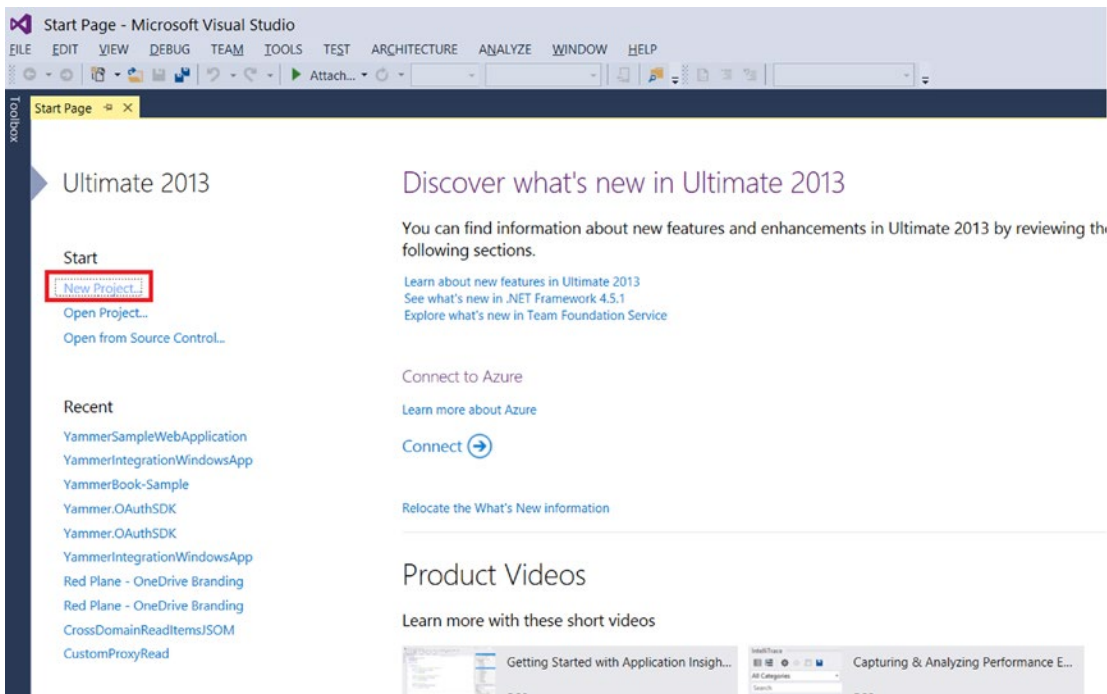 Start Page - Microsoft Visual Studio
FILE EDIT VIEW DEBUG TEAM TOOLS TEST ARCHITECTURE ANALYZE WINDOW HELP
Attach...
Toolbox
Start Page
Ultimate 2013
Start
New Project...
Open Project...
Open from Source Control...
Recent
YammerSampleWebApplication
YammerIntegrationWindowsApp
YammerBook-Sample
Yammer.OAuthSDK
Yammer.OAuthSDK
YammerIntegrationWindowsApp
Red Plane - OneDrive Branding
Red Plane - OneDrive Branding
CrossDomainReadItemsJSOM
CustomProxyRead
Discover what's new in Ultimate 2013
You can find information about new features and enhancements in Ultimate 2013 by reviewing the
following sections.
Learn about new features in Ultimate 2013
See what's new in .NET Framework 4.5.1
Explore what's new in Team Foundation Service
Connect to Azure
Learn more about Azure
Connect
Relocate the What's New information
Product Videos
Learn more with these short videos
Getting Started with Application Insigh...
IntelliTrace
All Categories
Search
Capturing & Analyzing Performance E...